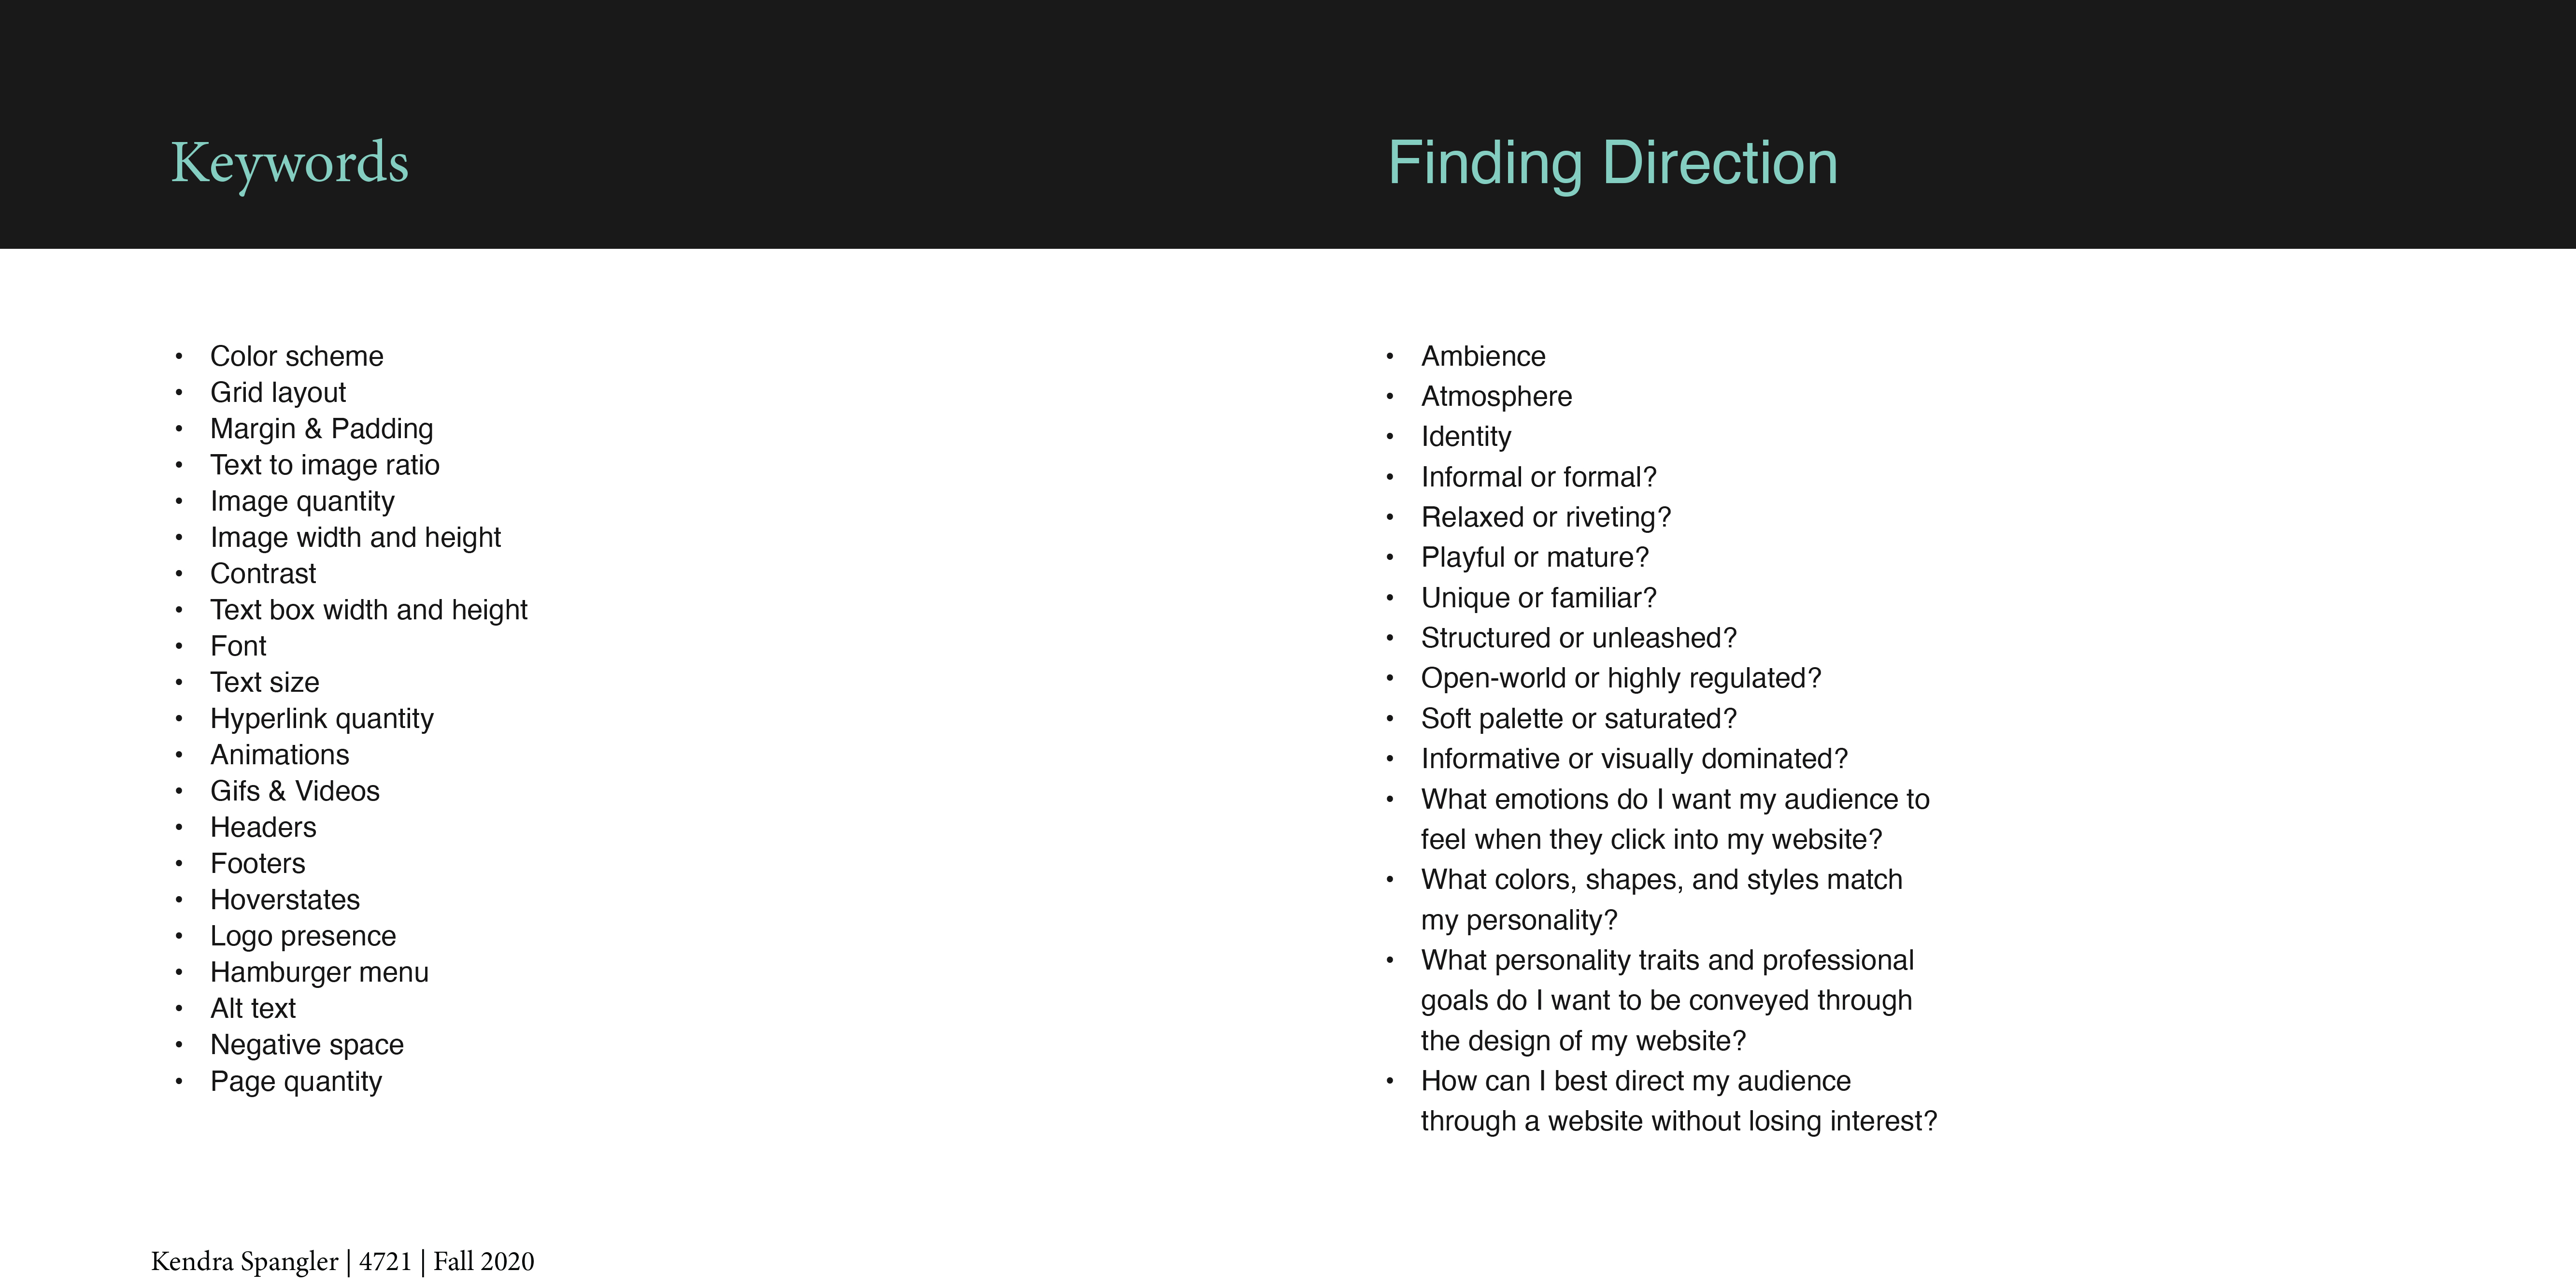 Keywords
• Color scheme
• Grid layout
• Margin & Padding
• Text to image ratio
• Image quantity
• Image width and height
• Contrast
• Text box width and height
• Font
• Text size
• Hyperlink quantity
• Animations
• Gifs & Videos
• Headers
• Footers
• Hoverstates
• Logo presence
• Hamburger menu
• Alt text
• Negative space
• Page quantity
Finding Direction
• Ambience
• Atmosphere
• Identity
• Informal or formal?
• Relaxed or riveting?
• Playful or mature?
• Unique or familiar?
• Structured or unleashed?
• Open-world or highly regulated?
• Soft palette or saturated?
• Informative or visually dominated?
• What emotions do I want my audience to
feel when they click into my website?
• What colors, shapes, and styles match
my personality?
• What personality traits and professional
goals do I want to be conveyed through
the design of my website?
• How can I best direct my audience
through a website without losing interest?
Kendra Spangler | 4721 | Fall 2020